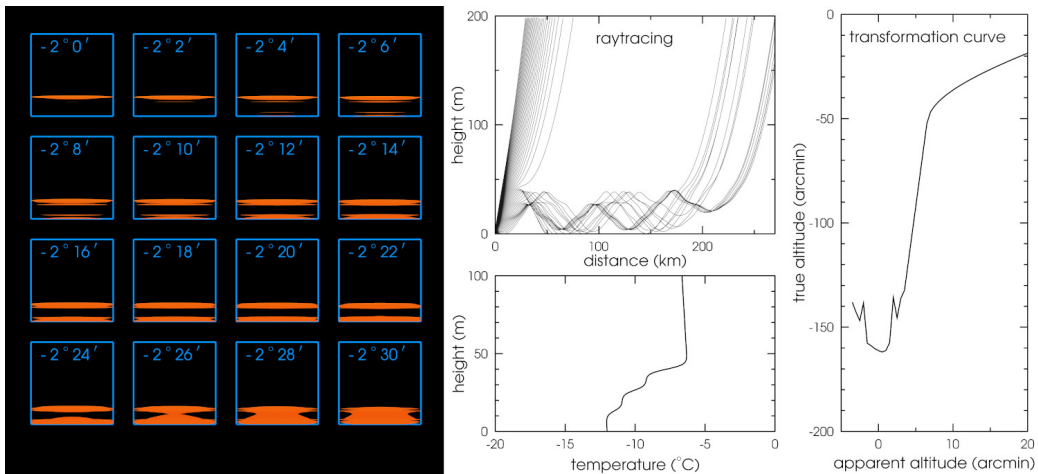 -2°0′ -2°2′ -2°4′ -2°6′
-2°8′ -2°10′ -2°12′ -2°14′
-2°16′ -2°18′ -2°20′ -2°22′
-2°24′ -2°26′ -2°28′ -2°30′
raytracing
200
100
0
height (m)
0 100 200
distance (km)
100
50
0
height (m)
-20 -15 -10 -5 0
temperature (°C)
transformation curve
0
-50
-100
-150
-200
true altitude (arcmin)
0 10 20
apparent altitude (arcmin)